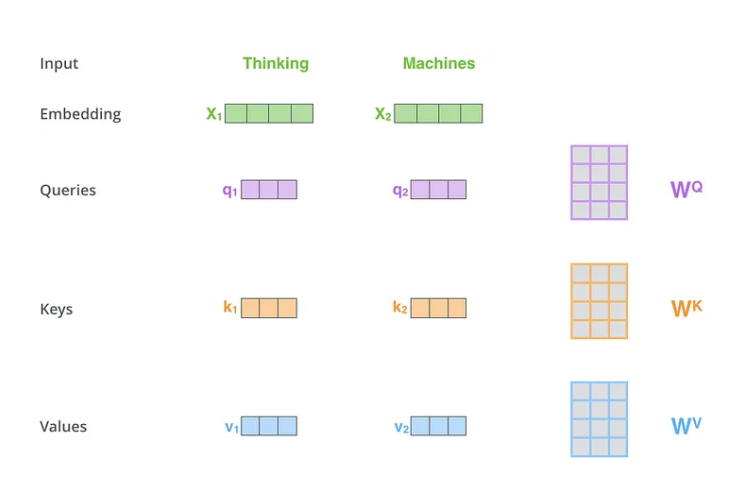 Input Thinking Machines
Embedding X1 X2
Queries q1 q2 WQ
Keys k1 k2 WK
Values v1 v2 WV